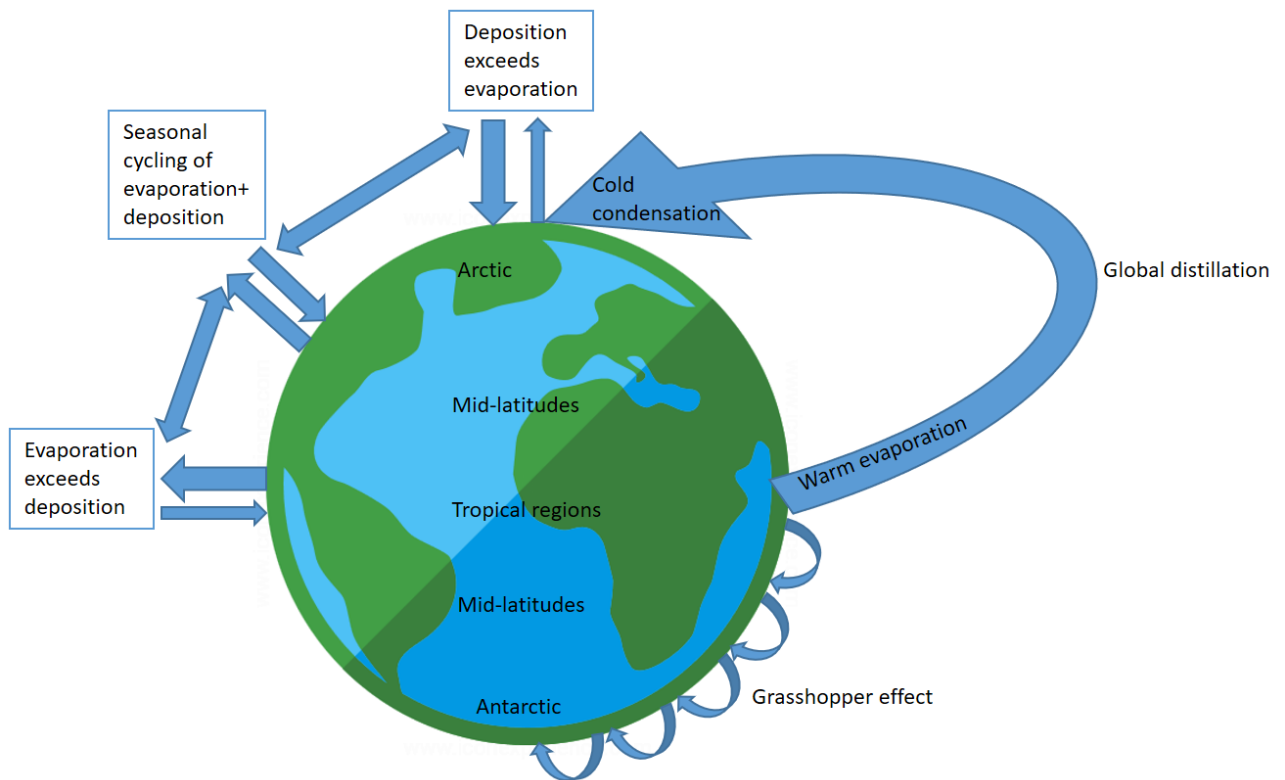 Deposition
exceeds
evaporation
Seasonal
cycling of
evaporation+
deposition
Cold
condensation
Arctic
Global distillation
Mid-latitudes
Evaporation
exceeds
deposition
Warm evaporation
Tropical regions
Mid-latitudes
Grasshopper effect
Antarctic